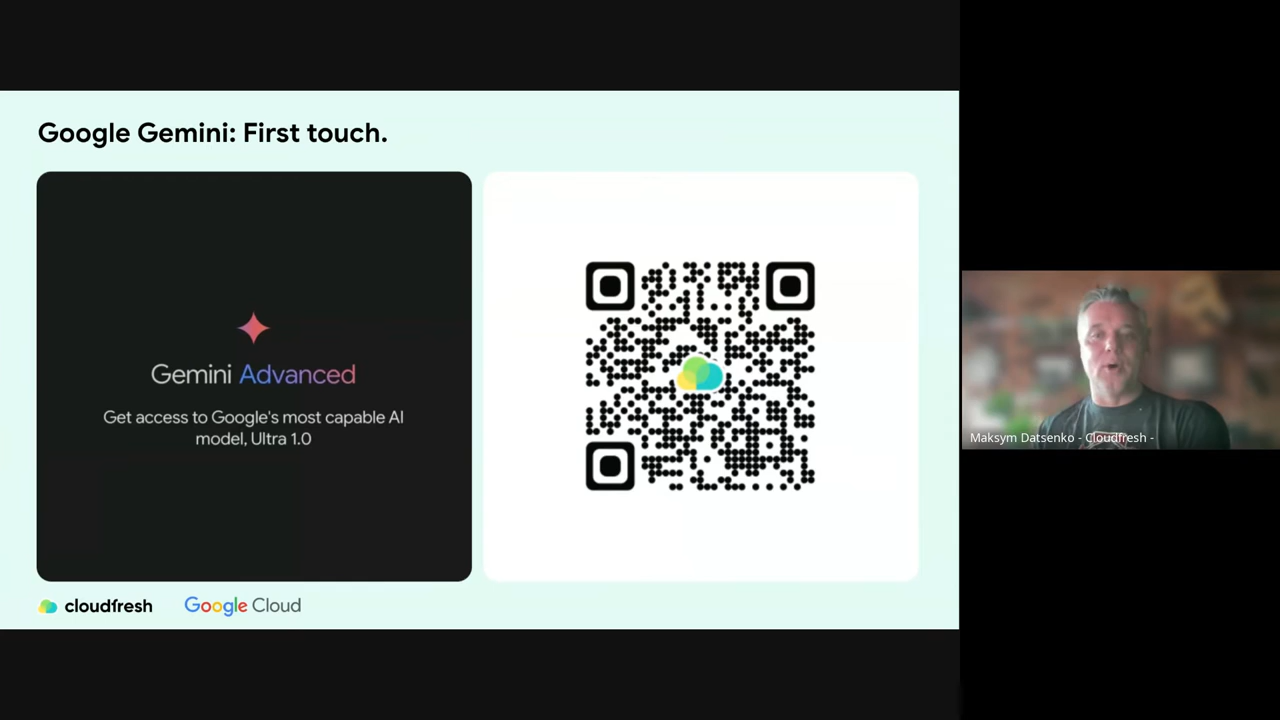 Google Gemini: First touch.
Gemini Advanced
Get access to Google's most capable AI
model, Ultra 1.0
cloudfresh
Google Cloud
Maksym Datsenko - Cloudfresh -